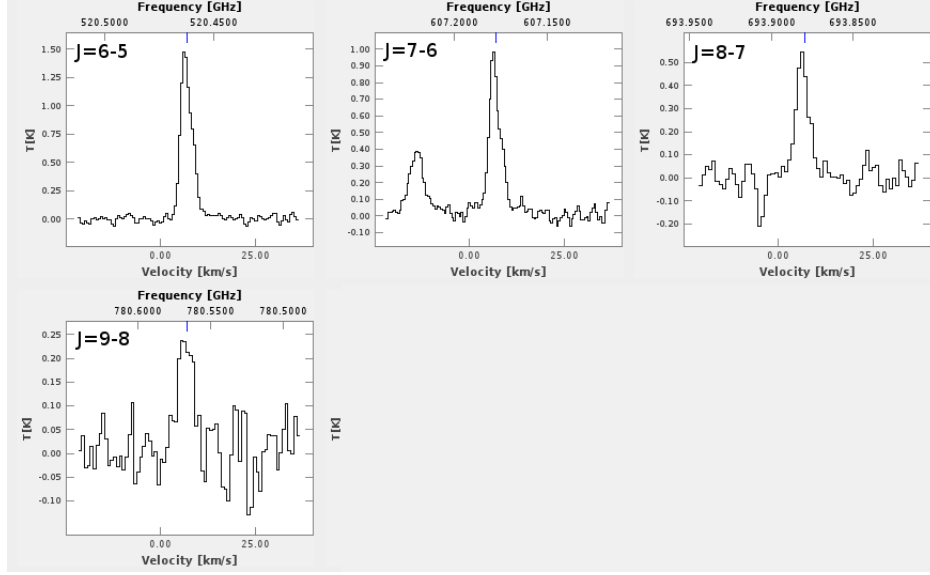 Frequency [GHz] Frequency [GHz] Frequency [GHz]
520.5000 520.4500 607.2000 607.1500 693.9500 693.9000 693.8500
J=6-5 J=7-6 J=8-7
1.50
1.25
1.00
0.75
0.50
0.25
0.00
T[K]
0.00 25.00
Velocity [km/s]
1.00
0.90
0.80
0.70
0.60
0.50
0.40
0.30
0.20
0.10
0.00
-0.10
T[K]
0.00 25.00
Velocity [km/s]
0.50
0.40
0.30
0.20
0.10
0.00
-0.10
-0.20
T[K]
0.00 25.00
Velocity [km/s]
Frequency [GHz]
780.6000 780.5500 780.5000
J=9-8
0.25
0.20
0.15
0.10
0.05
0.00
-0.05
-0.10
T[K]
0.00 25.00
Velocity [km/s]
T[K]